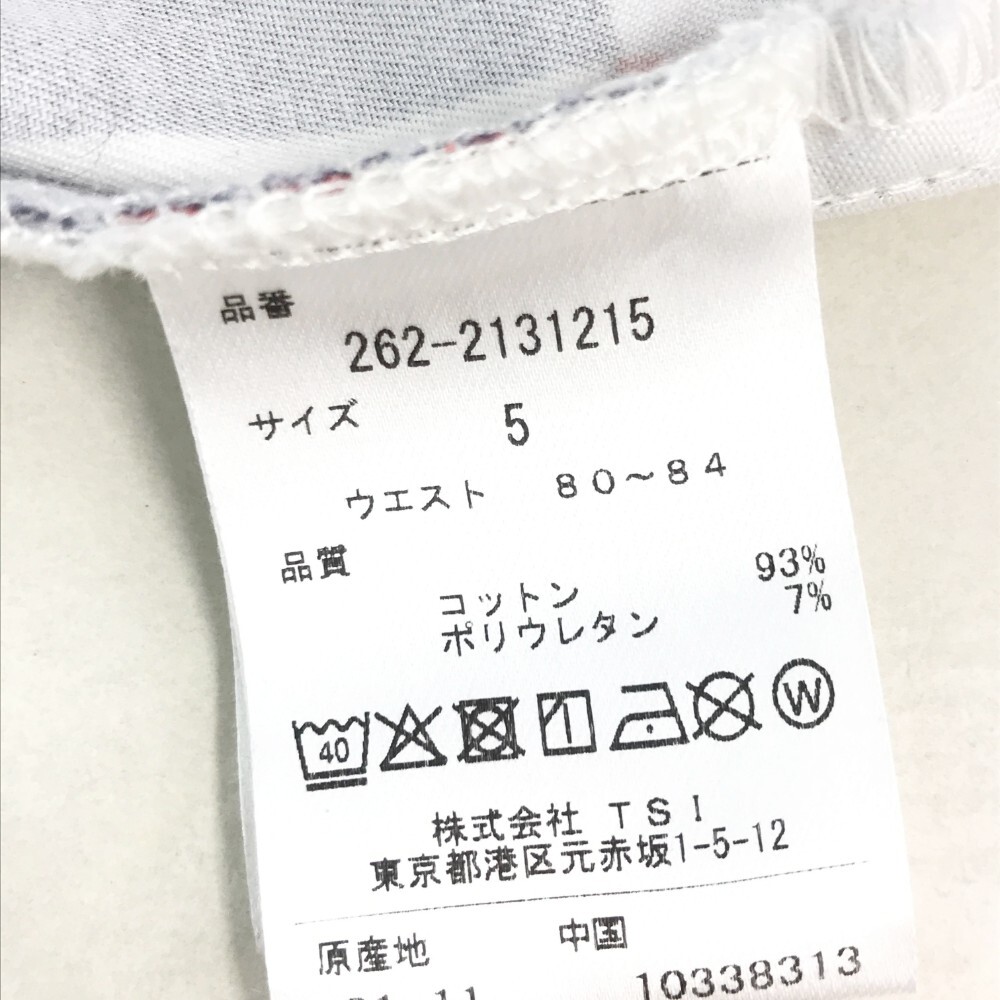 品番
262-2131215
サイズ 5
ウエスト 80~84
品質
コットン 93%
ポリウレタン 7%
40
W
株式会社 TSI
東京都港区元赤坂1-5-12
原産地 中国
10338313